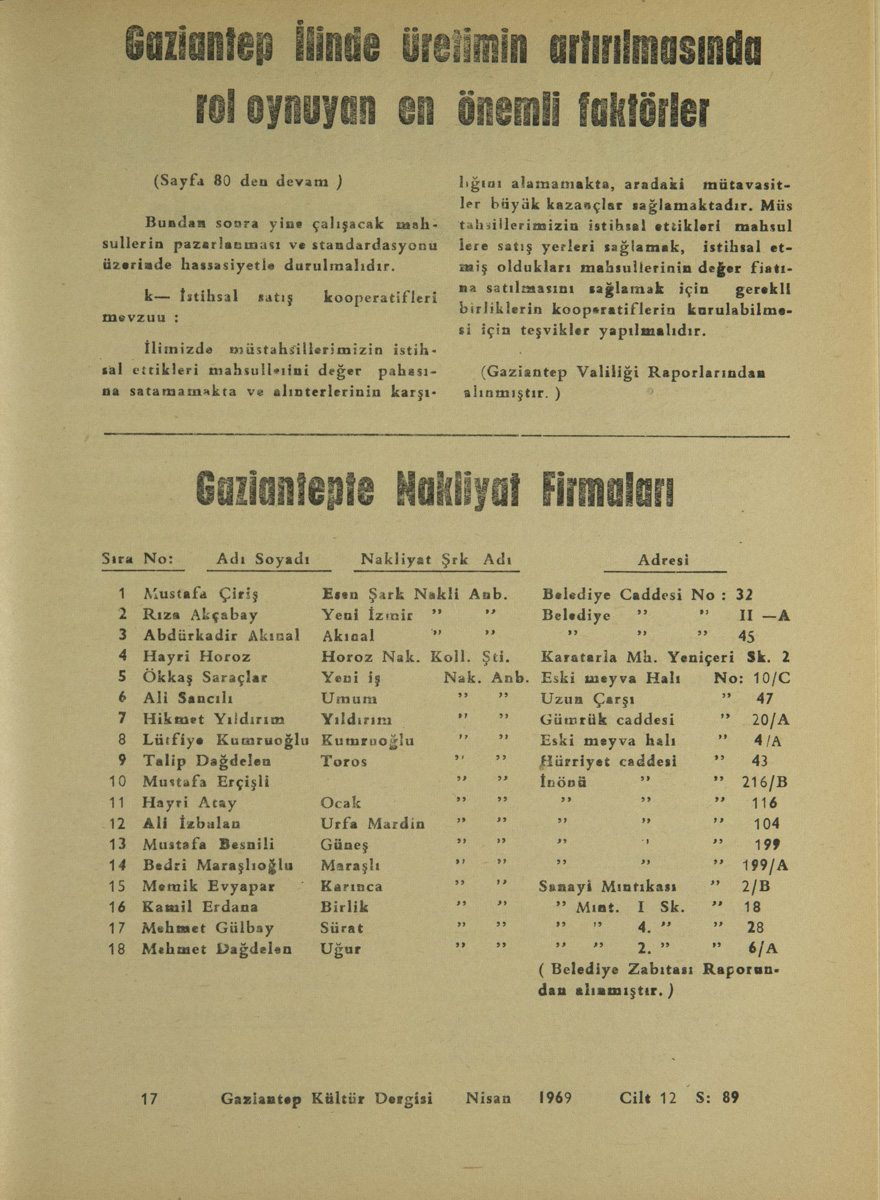 Gaziantep İlinde üretimin artırılmasında
rol oynuyan en önemli faktörler
(Sayfa 80 den devam )
Bundan sonra yine çalışacak mah-
sullerin pazarlanması ve standardasyonu
üzerinde hassasiyetle durulmalıdır.
k— İstihsal satış kooperatifleri
mevzuu :
İlimizde müstahsillerimizin istih-
sal ettikleri mahsullerini değer pahası-
na satamamakta ve alınterlerinin karşı-
lığını alamamakta, aradaki mütavasit-
ler büyük kazançlar sağlamaktadır. Müs
tahsillerimizin istihsal ettikleri mahsul
lere satış yerleri sağlamak, istihsal et-
miş oldukları mahsullerinin değer fiatı-
na satılmasını sağlamak için gerekli
birliklerin kooperatiflerin kurulabilme-
si için teşvikler yapılmalıdır.
(Gaziantep Valiliği Raporlarından
alınmıştır. )
Gaziantepte Nakliyat Firmaları
Sıra No: Adı Soyadı Nakliyat Şrk Adı Adresi
1 Mustafa Çiriş Esen Şark Nakli Anb. Belediye Caddesi No : 32
2 Rıza Akçabay Yeni İzmir ” ” Belediye ” ” II —A
3 Abdürkadir Akınal Akınal ” ” ” ” ” 45
4 Hayri Horoz Horoz Nak. Koll. Şti. Karatarla Mh. Yeniçeri Sk. 2
5 Ökkaş Saraçlar Yeni iş Nak. Anb. Eski meyva Halı No: 10/C
6 Ali Sancılı Umum ” ” Uzun Çarşı ” 47
7 Hikmet Yıldırım Yıldırım ” ” Gümrük caddesi ” 20/A
8 Lütfiye Kumruoğlu Kumruoğlu ” ” Eski meyva halı ” 4/A
9 Talip Dağdelen Toros ” ” Hürriyet caddesi ” 43
10 Mustafa Erçişli ” ” İnönü ” ” 216/B
11 Hayri Atay Ocak ” ” ” ” ” 116
12 Ali İzbulan Urfa Mardin ” ” ” ” ” 104
13 Mustafa Besnili Güneş ” ” ” ” ” 199
14 Bedri Maraşlıoğlu Maraşlı ” ” ” ” ” 199/A
15 Memik Evyapar Karınca ” ” Sanayi Mıntıkası ” 2/B
16 Kamil Erdana Birlik ” ” ” Mınt. I Sk. ” 18
17 Mehmet Gülbay Sürat ” ” ” ” 4. ” ” 28
18 Mehmet Dağdelen Uğur ” ” ” ” 2. ” ” 6/A
( Belediye Zabıtası Raporun-
dan alınmıştır. )
17 Gaziantep Kültür Dergisi Nisan 1969 Cilt 12 S: 89